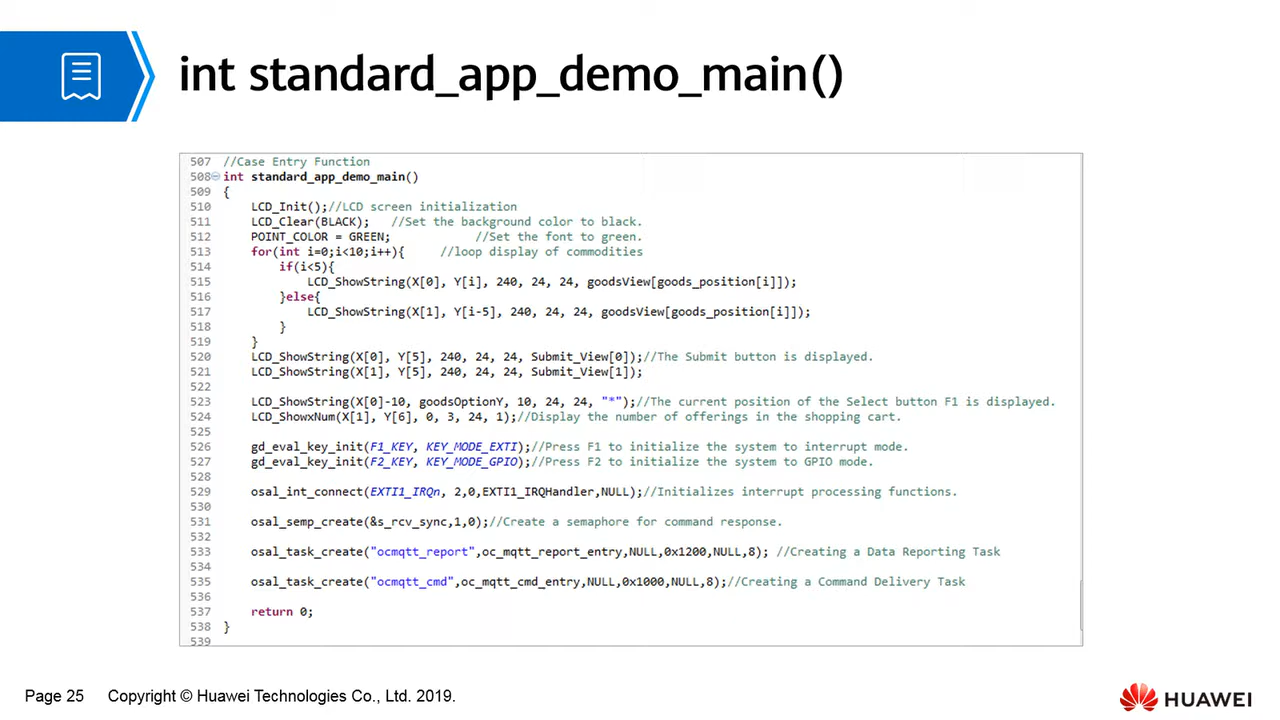 int standard_app_demo_main()
507 //Case Entry Function
508 int standard_app_demo_main()
509 {
510 LCD_Init();//LCD screen initialization
511 LCD_Clear(BLACK); //Set the background color to black.
512 POINT_COLOR = GREEN; //Set the font to green.
513 for(int i=0;i<10;i++){ //loop display of commodities
514 if(i<5){
515 LCD_ShowString(X[0], Y[i], 240, 24, 24, goodsView[goods_position[i]]);
516 }else{
517 LCD_ShowString(X[1], Y[i-5], 240, 24, 24, goodsView[goods_position[i]]);
518 }
519 }
520 LCD_ShowString(X[0], Y[5], 240, 24, 24, Submit_View[0]);//The Submit button is displayed.
521 LCD_ShowString(X[1], Y[5], 240, 24, 24, Submit_View[1]);
522
523 LCD_ShowString(X[0]-10, goodsOptionY, 10, 24, 24, "*");//The current position of the Select button F1 is displayed.
524 LCD_ShowxNum(X[1], Y[6], 0, 3, 24, 1);//Display the number of offerings in the shopping cart.
525
526 gd_eval_key_init(F1_KEY, KEY_MODE_EXTI);//Press F1 to initialize the system to interrupt mode.
527 gd_eval_key_init(F2_KEY, KEY_MODE_GPIO);//Press F2 to initialize the system to GPIO mode.
528
529 osal_int_connect(EXTI1_IRQn, 2,0,EXTI1_IRQHandler,NULL);//Initializes interrupt processing functions.
530
531 osal_semp_create(&s_rcv_sync,1,0);//Create a semaphore for command response.
532
533 osal_task_create("ocmqtt_report",oc_mqtt_report_entry,NULL,0x1200,NULL,8); //Creating a Data Reporting Task
534
535 osal_task_create("ocmqtt_cmd",oc_mqtt_cmd_entry,NULL,0x1000,NULL,8);//Creating a Command Delivery Task
536
537 return 0;
538 }
539
Page 25 Copyright © Huawei Technologies Co., Ltd. 2019.
HUAWEI